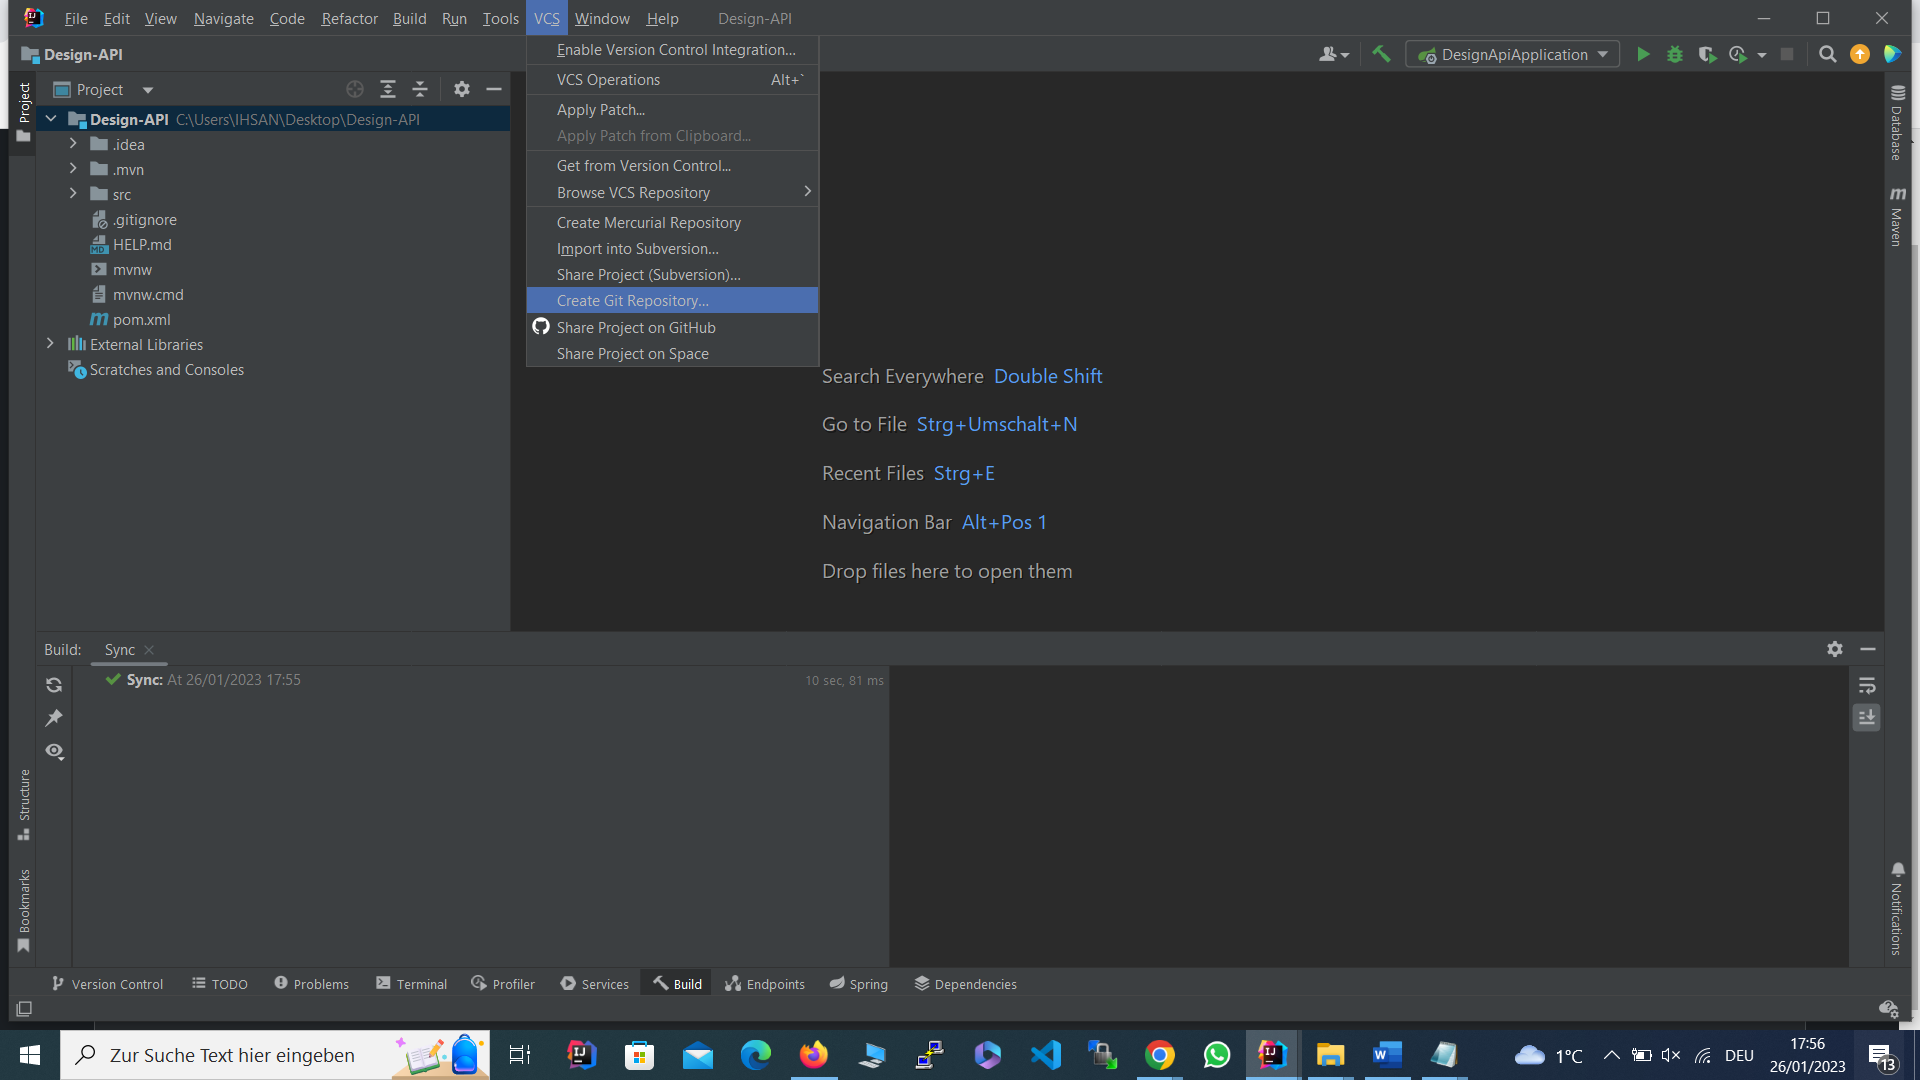 File Edit View Navigate Code Refactor Build Run Tools VCS Window Help Design-API
Design-API
DesignApiApplication
Enable Version Control Integration...
VCS Operations Alt+`
Apply Patch...
Apply Patch from Clipboard...
Get from Version Control...
Browse VCS Repository
Create Mercurial Repository
Import into Subversion...
Share Project (Subversion)...
Create Git Repository...
Share Project on GitHub
Share Project on Space
Project
Project
Design-API C:\Users\IHSAN\Desktop\Design-API
.idea
.mvn
src
.gitignore
HELP.md
mvnw
mvnw.cmd
pom.xml
External Libraries
Scratches and Consoles
Database
Maven
Search Everywhere Double Shift
Go to File Strg+Umschalt+N
Recent Files Strg+E
Navigation Bar Alt+Pos 1
Drop files here to open them
Build: Sync
Sync: At 26/01/2023 17:55 10 sec, 81 ms
Structure
Bookmarks
Notifications
Version Control TODO Problems Terminal Profiler Services Build Endpoints Spring Dependencies
Zur Suche Text hier eingeben
1°C DEU 17:56
26/01/2023
13